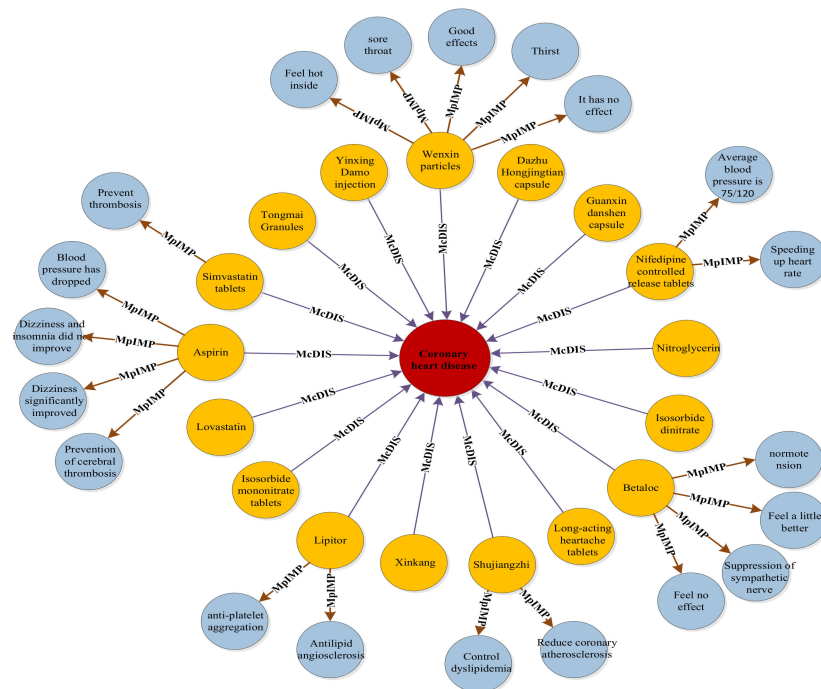 Good
effects
sore
throat
Thirst
Feel hot
inside
It has no
effect
MpIMP
MpIMP
MpIMP
MpIMP
MpIMP
Wenxin
particles
Yinxing
Damo
injection
Dazhu
Hongjingtian
capsule
Average
blood
pressure is
75/120
Prevent
thrombosis
Tongmai
Granules
Guanxin
danshen
capsule
MpIMP
MpIMP
McDIS
McDIS
McDIS
Blood
pressure has
dropped
Simvastatin
tablets
McDIS
McDIS
Nifedipine
controlled
release tablets
MpIMP
Speeding
up heart
rate
MpIMP
McDIS
McDIS
Dizziness and
insomnia did not
improve
MpIMP
Aspirin
McDIS
Coronary
heart disease
McDIS
Nitroglycerin
MpIMP
Dizziness
significantly
improved
MpIMP
McDIS
McDIS
Isosorbide
dinitrate
Lovastatin
McDIS
McDIS
Prevention
of cerebral
thrombosis
McDIS
McDIS
McDIS
McDIS
normote
nsion
MpIMP
Isosorbide
mononitrate
tablets
Betaloc
MpIMP
Feel a little
better
Lipitor
Xinkang
Shujiangzhi
Long-acting
heartache
tablets
MpIMP
MpIMP
Suppression of
sympathetic
nerve
Feel no
effect
MpIMP
MpIMP
MpIMP
MpIMP
anti-platelet
aggregation
Antilipid
angiosclerosis
Control
dyslipidemia
Reduce coronary
atherosclerosis